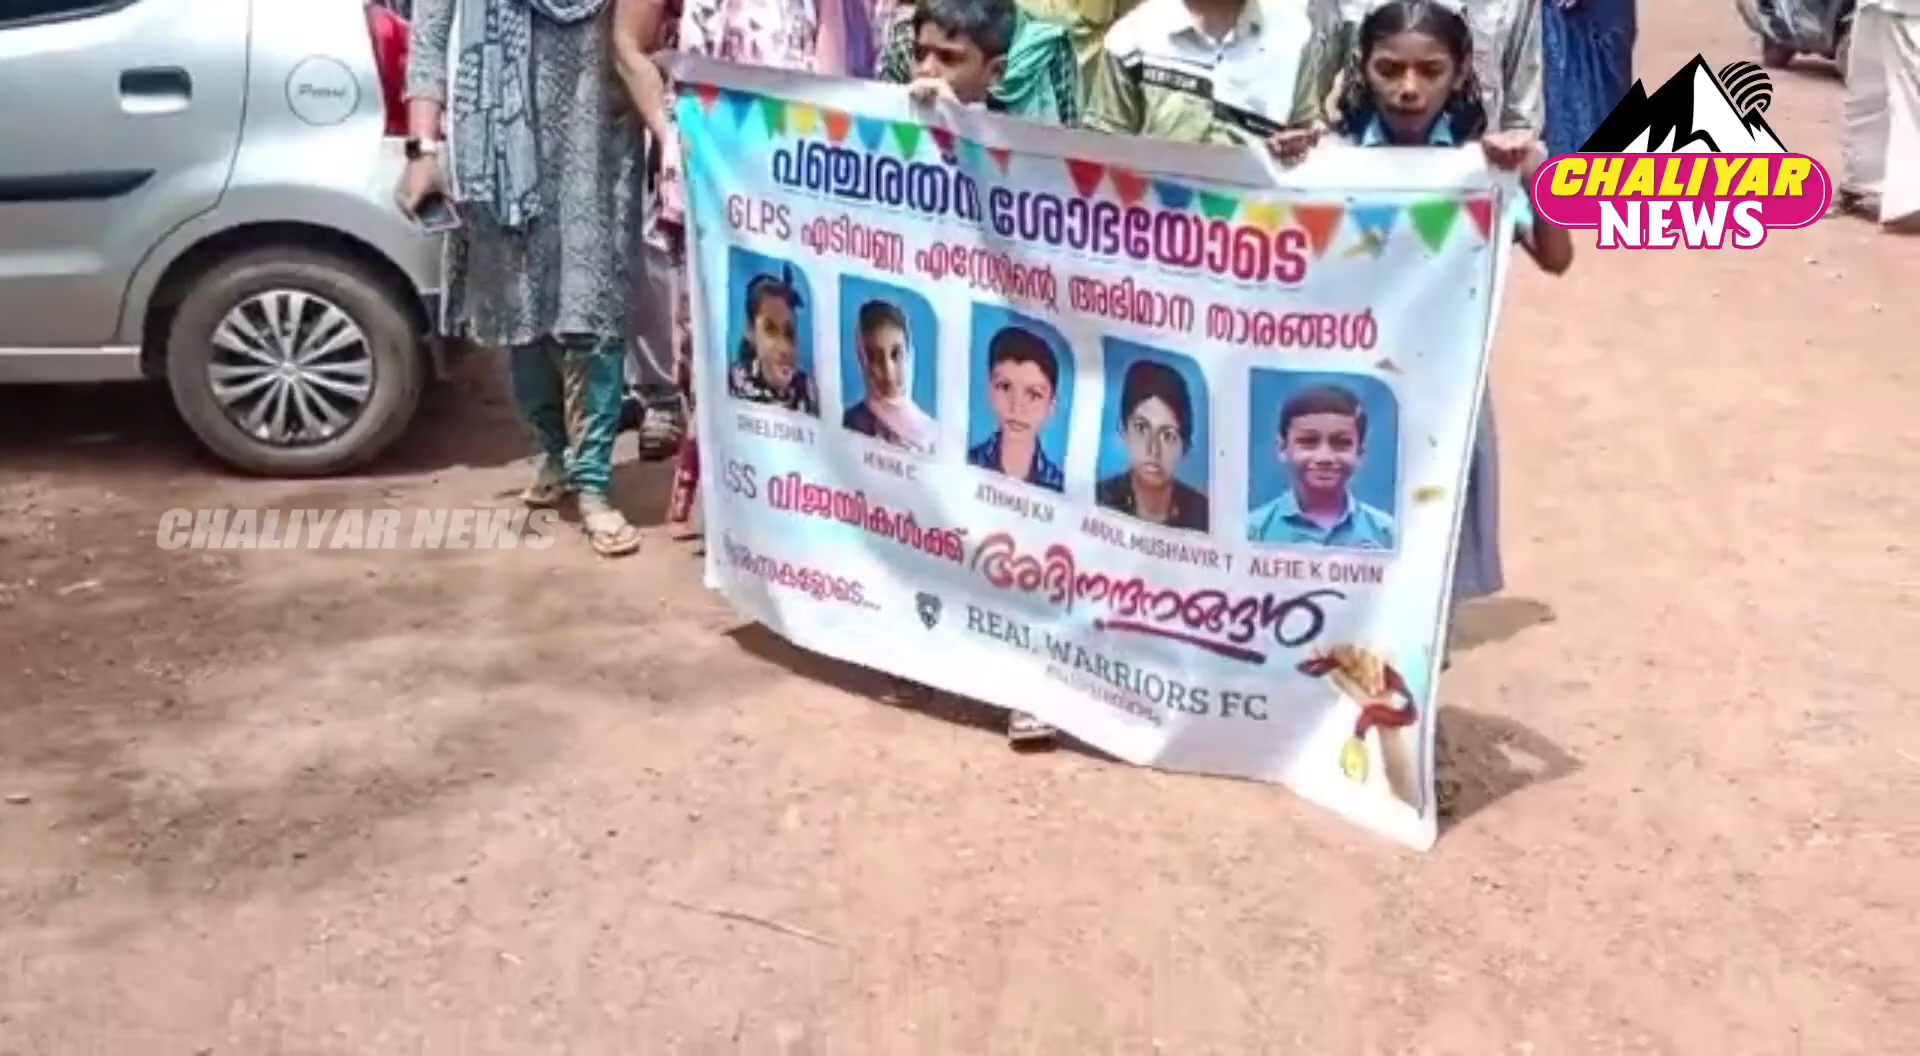 CHALIYAR
NEWS
പഞ്ചരത്ന ശോഭയോടെ
GLPS എടിവണ്ണ എസ്റ്റേറ്റിന്റെ അഭിമാന താരങ്ങൾ
ATHMAJ K.V
ABDUL MUSHAVIR T
ALFIE K DIVIN
LSS വിജയികൾക്ക് അഭിനന്ദനങ്ങൾ
REAL WARRIORS FC
CHALIYAR NEWS